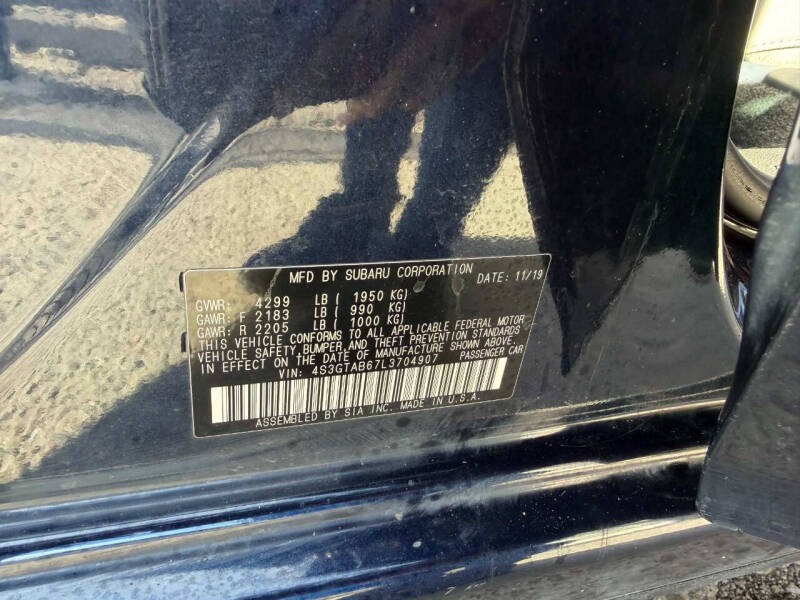 MFD BY SUBARU CORPORATION DATE: 11/19
GVWR: 4299 LB ( 1950 KG)
GAWR: F 2183 LB ( 990 KG)
GAWR: R 2205 LB ( 1000 KG)
THIS VEHICLE CONFORMS TO ALL APPLICABLE FEDERAL MOTOR
VEHICLE SAFETY, BUMPER, AND THEFT PREVENTION STANDARDS
IN EFFECT ON THE DATE OF MANUFACTURE SHOWN ABOVE.
VIN: 4S3GTAB67L3704907 PASSENGER CAR
ASSEMBLED BY SIA INC. MADE IN U.S.A.